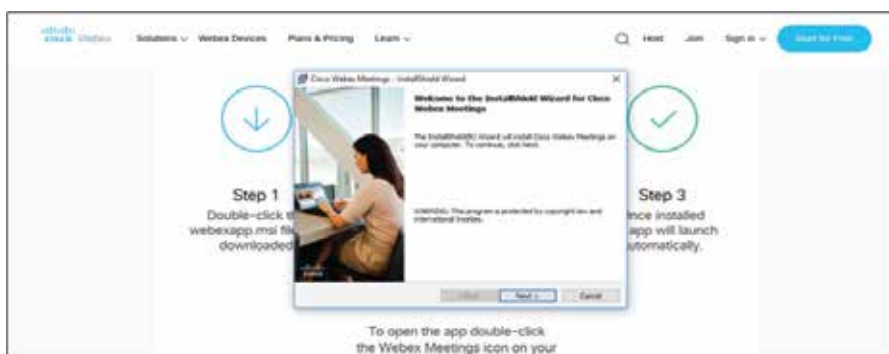 cisco Webex
Solutions Webex Devices Plans & Pricing Learn Host Join Sign in Start for Free
Cisco Webex Meetings - InstallShield Wizard
Welcome to the InstallShield Wizard for Cisco
Webex Meetings
The InstallShield(R) Wizard will install Cisco Webex Meetings on
your computer. To continue, click Next.
WARNING: This program is protected by copyright law and
international treaties.
cisco
Next > Cancel
Step 1
Double-click
webexapp.msi
downloaded
Step 3
installed
app will launch
automatically.
To open the app double-click
the Webex Meetings icon on your